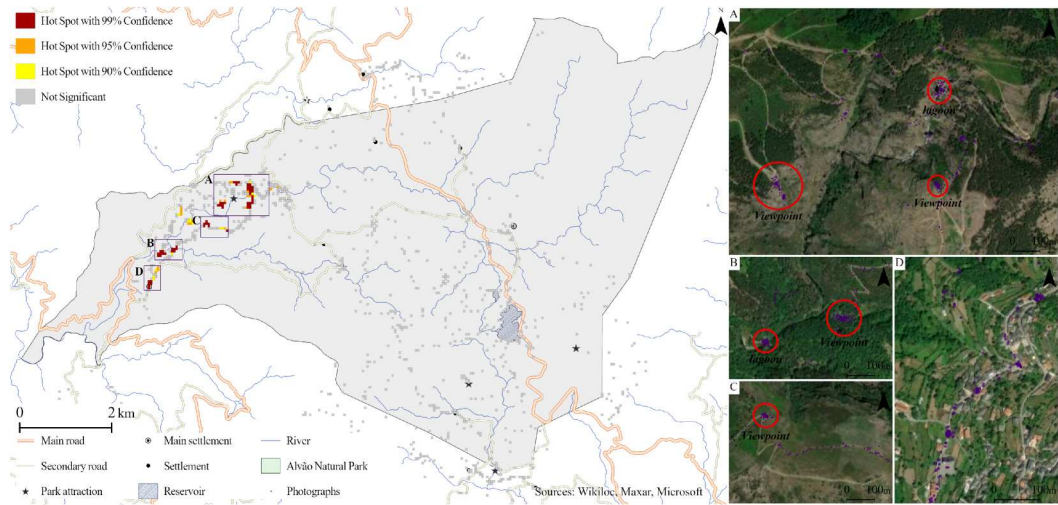 Hot Spot with 99% Confidence
Hot Spot with 95% Confidence
Hot Spot with 90% Confidence
Not Significant
N
A
C
B
D
0 2 km
Main road
Main settlement
River
Secondary road
Settlement
Alvão Natural Park
Park attraction
Reservoir
Photographs
Sources: Wikiloc, Maxar, Microsoft
A
lagoon
Viewpoint
Viewpoint
0 100m
B
Viewpoint
lagoon
0 100m
C
Viewpoint
0 100m
D
0 100m